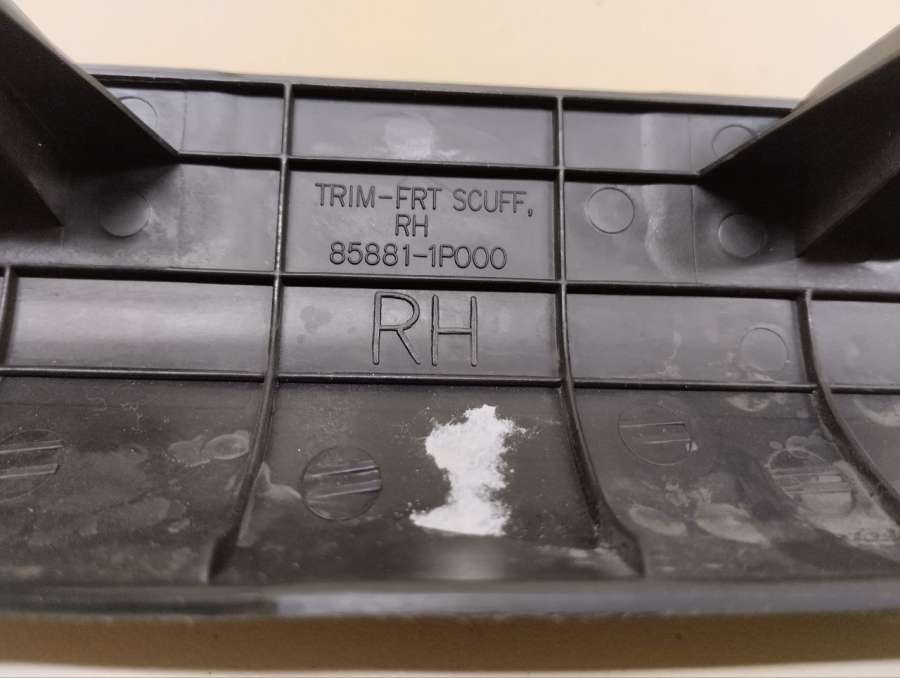 TRIM-FRT SCUFF,
RH
85881-1P000
RH